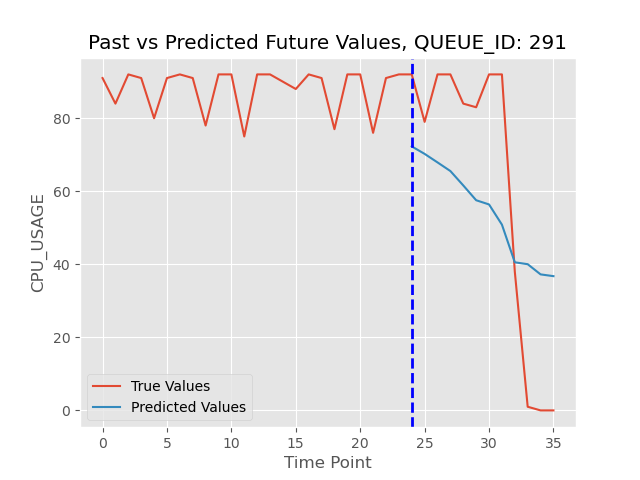 Past vs Predicted Future Values, QUEUE_ID: 291
CPU_USAGE
80
60
40
20
0
True Values
Predicted Values
0 5 10 15 20 25 30 35
Time Point